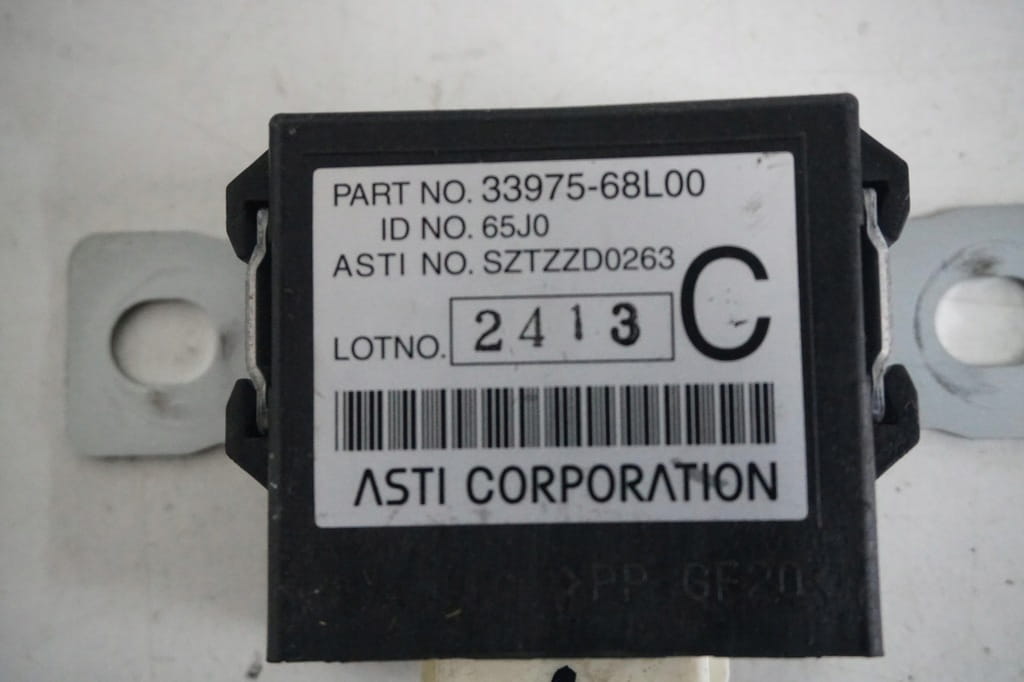 PART NO. 33975-68L00
ID NO. 65J0
ASTI NO. SZTZZD0263
C
LOTNO. 2413
ASTI CORPORATION
>PP GF20<